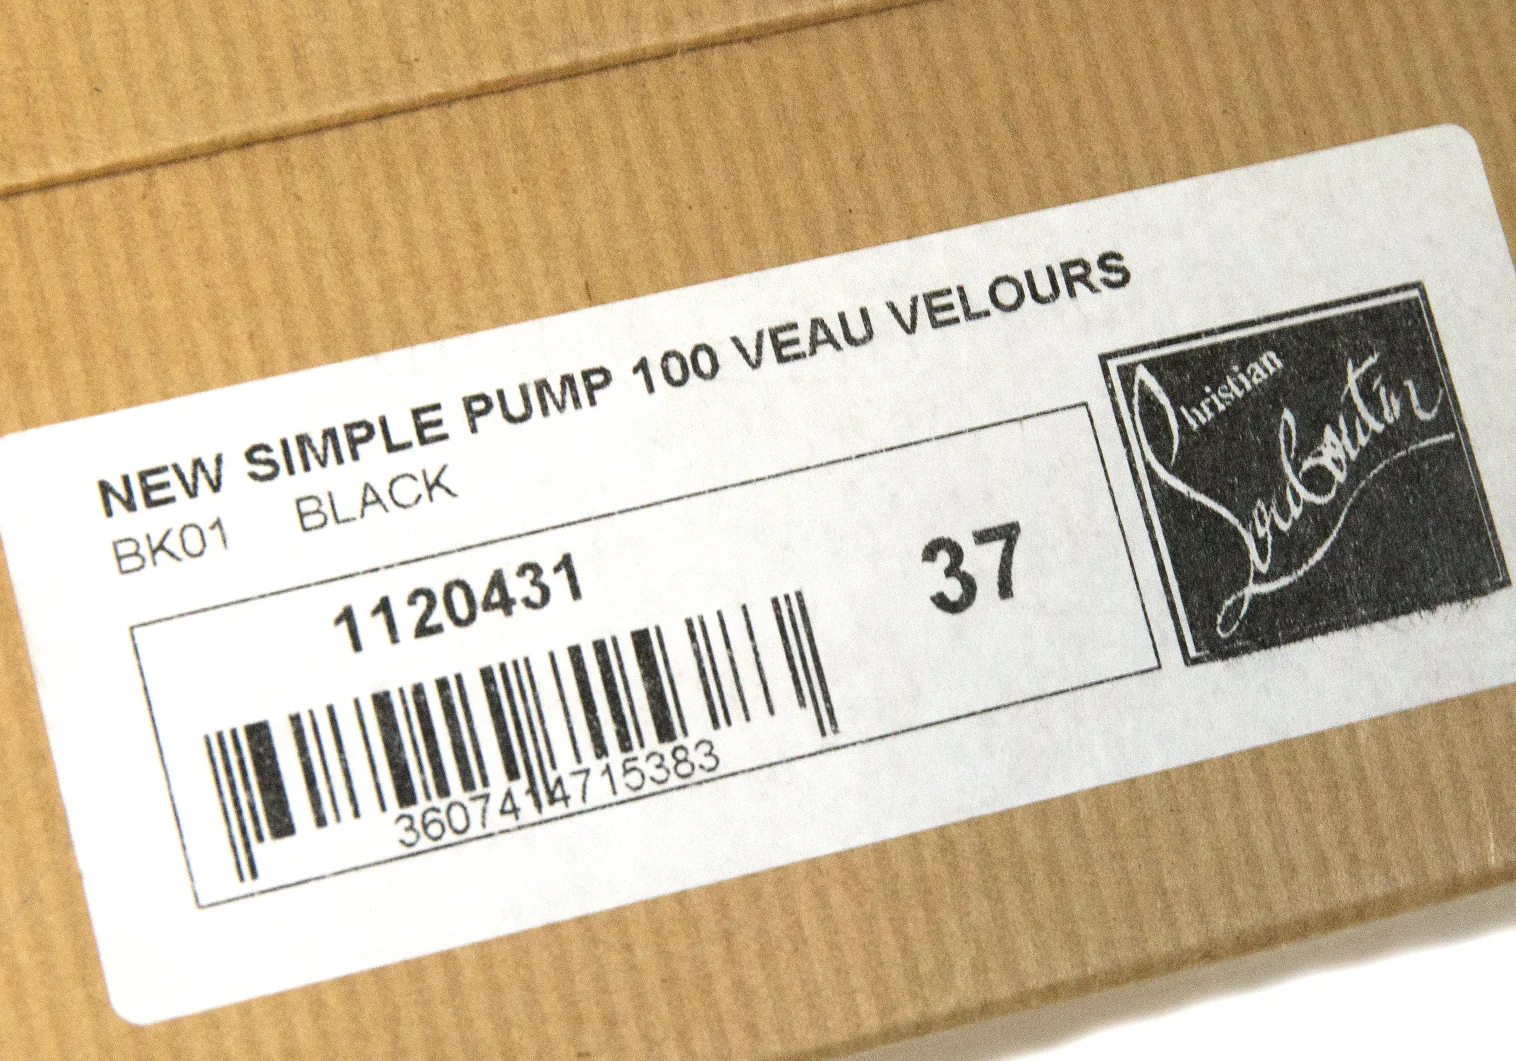 NEW SIMPLE PUMP 100 VEAU VELOURS
BK01 BLACK
1120431
37
3607414715383
Christian
Louboutin